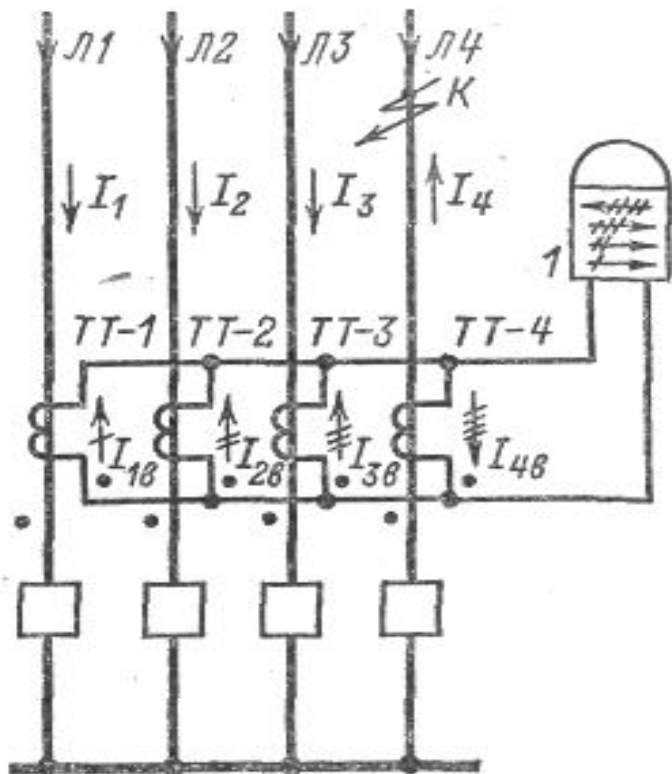 Л1 Л2 Л3 Л4
К
I1 I2 I3 I4
1
ТТ-1 ТТ-2 ТТ-3 ТТ-4
I1в I2в I3в I4в